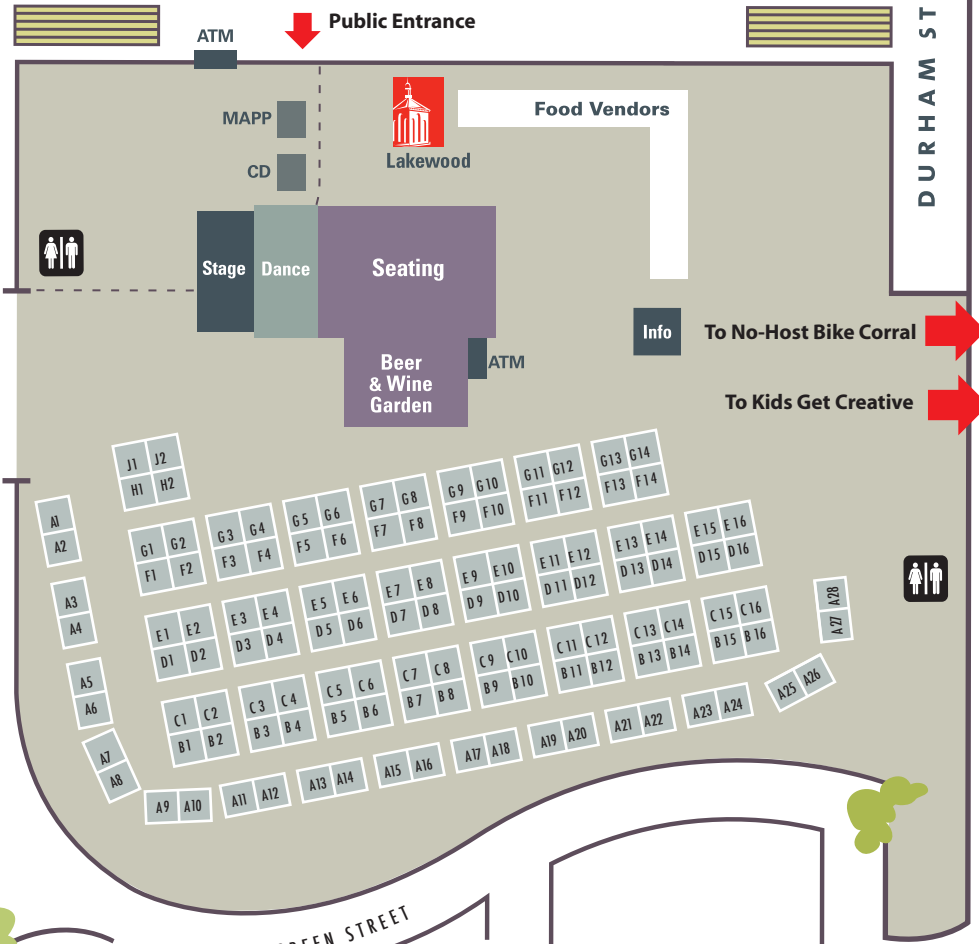 Public Entrance
ATM
DURHAM ST
MAPP
Food Vendors
CD
Lakewood
Stage
Dance
Seating
Info
To No-Host Bike Corral
Beer
& Wine
Garden
ATM
To Kids Get Creative
J1 J2
H1 H2
G1 G2
F1 F2
G3 G4
F3 F4
G5 G6
F5 F6
G7 G8
F7 F8
G9 G10
F9 F10
G11 G12
F11 F12
G13 G14
F13 F14
E1 E2
D1 D2
E3 E4
D3 D4
E5 E6
D5 D6
E7 E8
D7 D8
E9 E10
D9 D10
E11 E12
D11 D12
E13 E14
D13 D14
E15 E16
D15 D16
C1 C2
B1 B2
C3 C4
B3 B4
C5 C6
B5 B6
C7 C8
B7 B8
C9 C10
B9 B10
C11 C12
B11 B12
C13 C14
B13 B14
C15 C16
B15 B16
A1
A2
A3
A4
A5
A6
A7
A8
A9 A10
A11 A12
A13 A14
A15 A16
A17 A18
A19 A20
A21 A22
A23 A24
A25 A26
A27 A28
STREET